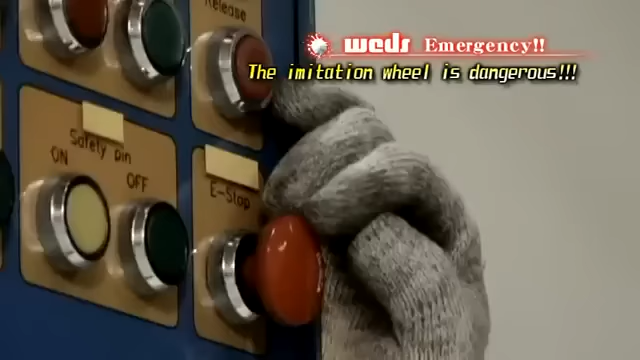 Release
weds Emergency!!
The imitation wheel is dangerous!!!
Safety pin
ON
OFF
E-Stop